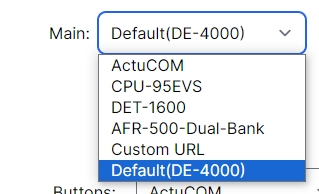 Main: Default(DE-4000)
ActuCOM
CPU-95EVS
DET-1600
AFR-500-Dual-Bank
Custom URL
Default(DE-4000)
Buttons: ActuCOM